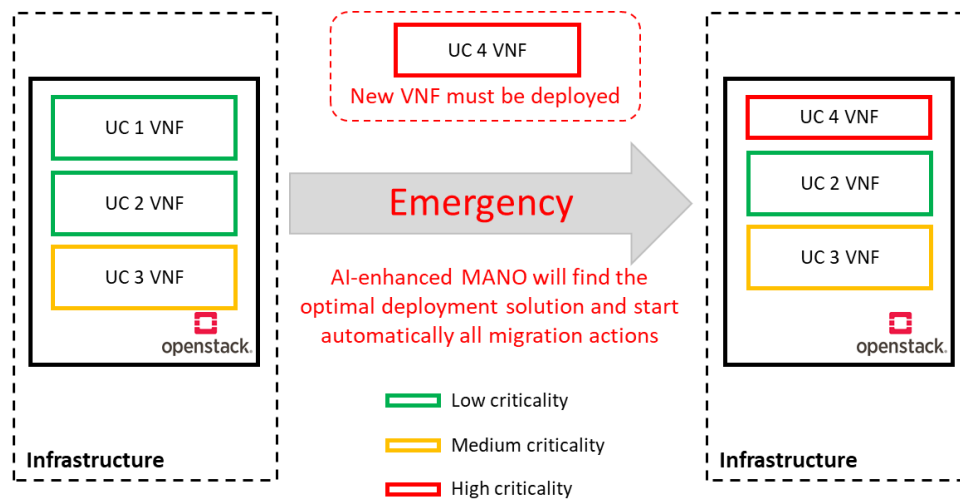 UC 1 VNF
UC 2 VNF
UC 3 VNF
openstack.
Infrastructure
UC 4 VNF
New VNF must be deployed
Emergency
AI-enhanced MANO will find the
optimal deployment solution and start
automatically all migration actions
Low criticality
Medium criticality
High criticality
UC 4 VNF
UC 2 VNF
UC 3 VNF
openstack.
Infrastructure